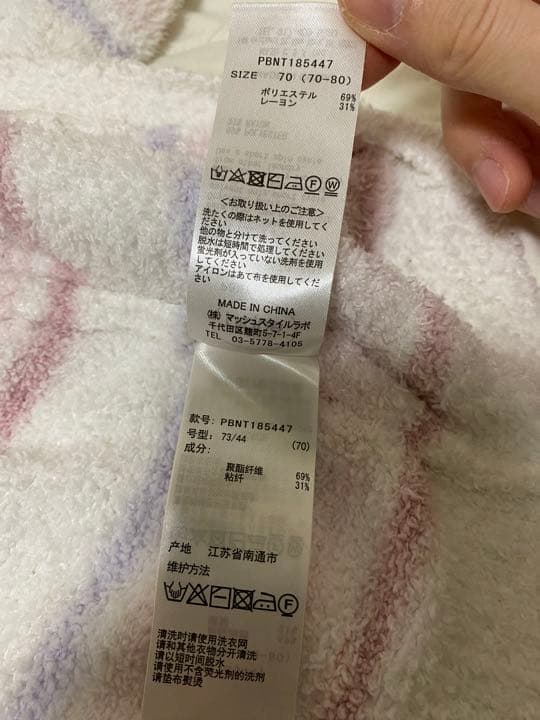 PBNT185447
SIZE 70 (70-80)
ポリエステル 69%
レーヨン 31%
<お取り扱い上のご注意>
洗たくの際はネットを使用してく
ださい
他の物と分けて洗ってください
脱水は短時間で処理してください
蛍光剤が入っていない洗剤を使用
してください
アイロンはあて布を使用してくだ
さい
MADE IN CHINA
(株) マッシュスタイルラボ
千代田区麹町5-7-1-4F
TEL 03-5778-4105
款号: PBNT185447
号型: 73/44 (70)
成分:
聚酯纤维 69%
粘纤 31%
产地 江苏省南通市
维护方法
清洗时请使用洗衣网
请和其他衣物分开清洗
请以短时间脱水
请使用不含荧光剂的洗剂
请垫布熨烫